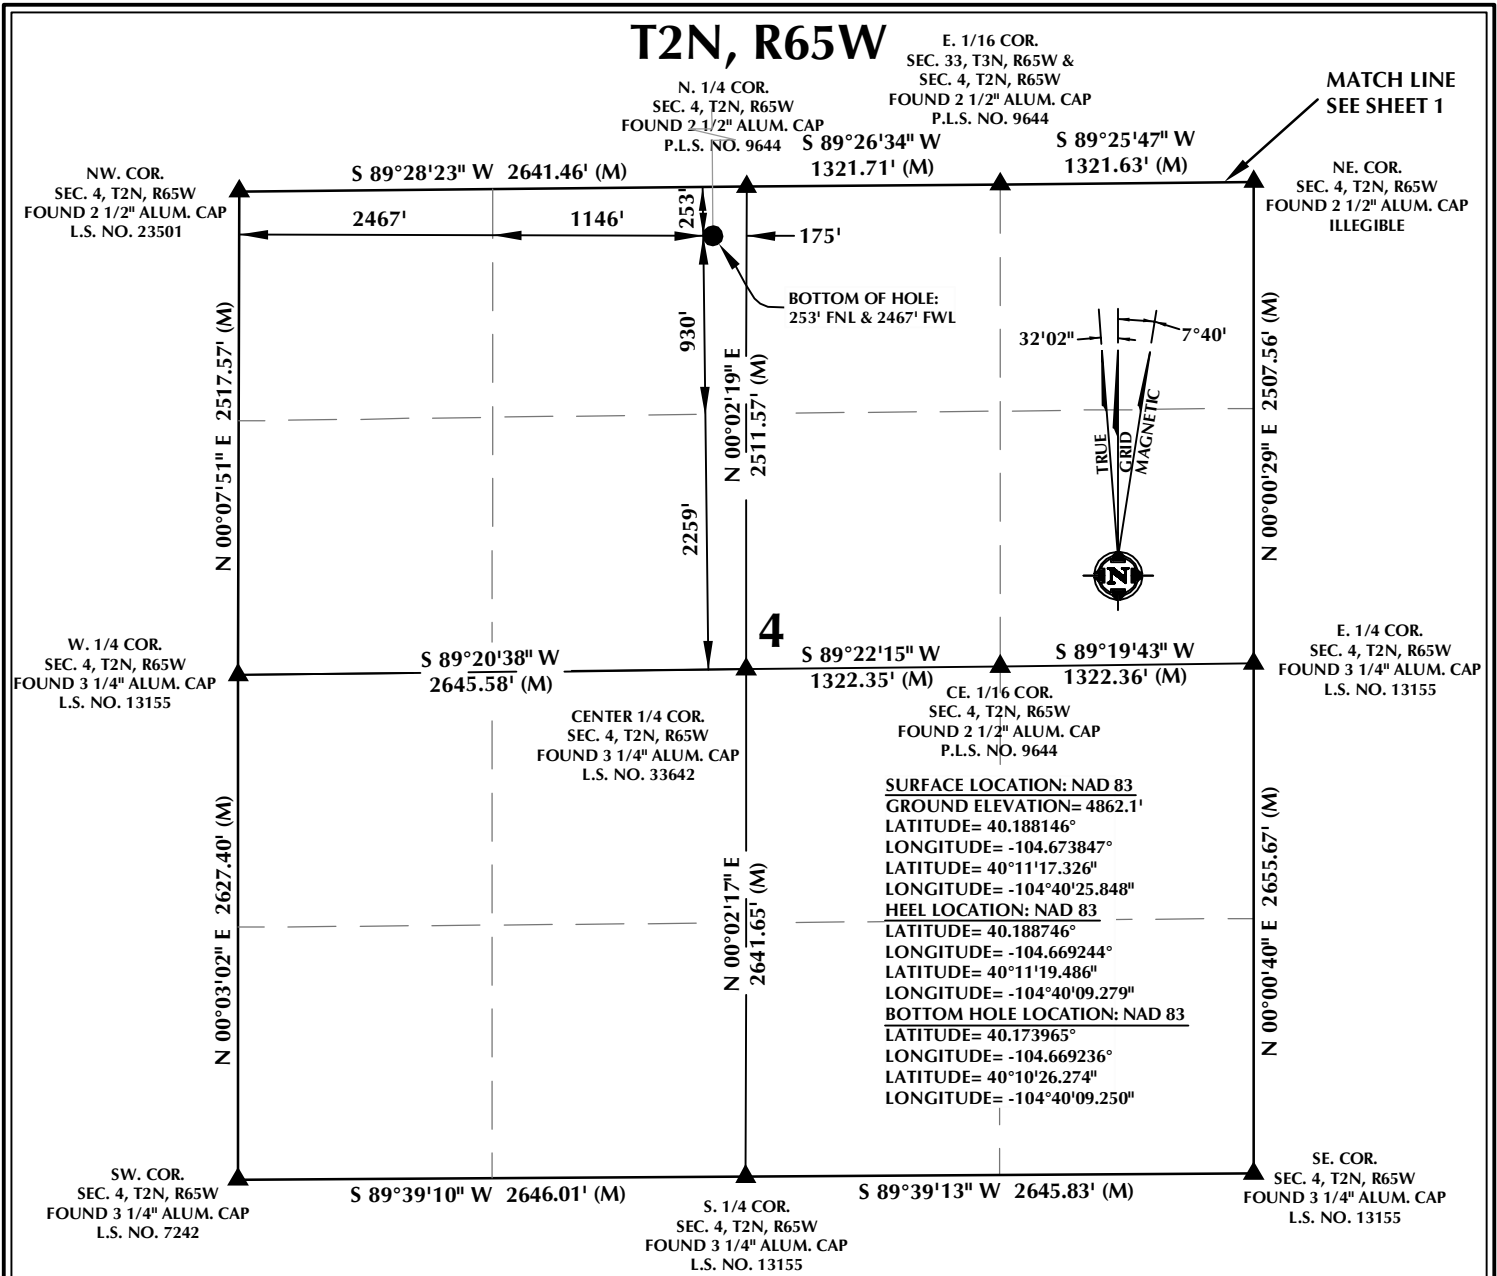 T2N, R65W
E. 1/16 COR.
SEC. 33, T3N, R65W &
SEC. 4, T2N, R65W
FOUND 2 1/2" ALUM. CAP
P.L.S. NO. 9644
MATCH LINE
SEE SHEET 1
N. 1/4 COR.
SEC. 4, T2N, R65W
FOUND 2 1/2" ALUM. CAP
P.L.S. NO. 9644
S 89°26'34" W
1321.71' (M)
S 89°25'47" W
1321.63' (M)
NW. COR.
SEC. 4, T2N, R65W
FOUND 2 1/2" ALUM. CAP
L.S. NO. 23501
S 89°28'23" W 2641.46' (M)
NE. COR.
SEC. 4, T2N, R65W
FOUND 2 1/2" ALUM. CAP
ILLEGIBLE
2467'
1146'
253'
175'
BOTTOM OF HOLE:
253' FNL & 2467' FWL
930'
2259'
N 00°07'51" E 2517.57' (M)
N 00°02'19" E
2511.57' (M)
32'02"
7°40'
TRUE
GRID
MAGNETIC
N
N 00°00'29" E 2507.56' (M)
4
W. 1/4 COR.
SEC. 4, T2N, R65W
FOUND 3 1/4" ALUM. CAP
L.S. NO. 13155
S 89°20'38" W
2645.58' (M)
S 89°22'15" W
1322.35' (M)
S 89°19'43" W
1322.36' (M)
E. 1/4 COR.
SEC. 4, T2N, R65W
FOUND 3 1/4" ALUM. CAP
L.S. NO. 13155
CENTER 1/4 COR.
SEC. 4, T2N, R65W
FOUND 3 1/4" ALUM. CAP
L.S. NO. 33642
CE. 1/16 COR.
SEC. 4, T2N, R65W
FOUND 2 1/2" ALUM. CAP
P.L.S. NO. 9644
SURFACE LOCATION: NAD 83
GROUND ELEVATION= 4862.1'
LATITUDE= 40.188146°
LONGITUDE= -104.673847°
LATITUDE= 40°11'17.326"
LONGITUDE= -104°40'25.848"
HEEL LOCATION: NAD 83
LATITUDE= 40.188746°
LONGITUDE= -104.669244°
LATITUDE= 40°11'19.486"
LONGITUDE= -104°40'09.279"
BOTTOM HOLE LOCATION: NAD 83
LATITUDE= 40.173965°
LONGITUDE= -104.669236°
LATITUDE= 40°10'26.274"
LONGITUDE= -104°40'09.250"
N 00°03'02" E 2627.40' (M)
N 00°02'17" E
2641.65' (M)
N 00°00'40" E 2655.67' (M)
SW. COR.
SEC. 4, T2N, R65W
FOUND 3 1/4" ALUM. CAP
L.S. NO. 7242
S 89°39'10" W 2646.01' (M)
S. 1/4 COR.
SEC. 4, T2N, R65W
FOUND 3 1/4" ALUM. CAP
L.S. NO. 13155
S 89°39'13" W 2645.83' (M)
SE. COR.
SEC. 4, T2N, R65W
FOUND 3 1/4" ALUM. CAP
L.S. NO. 13155